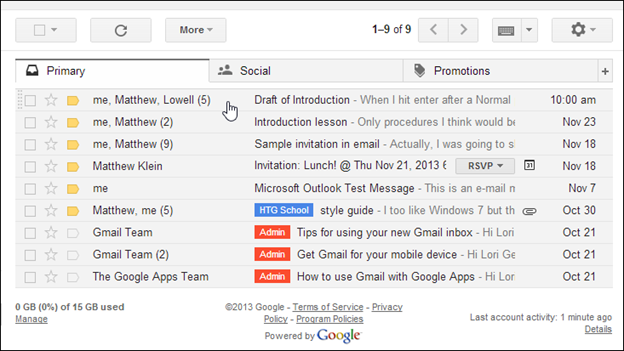 More 1–9 of 9
Primary Social Promotions +
me, Matthew, Lowell (5) Draft of Introduction - When I hit enter after a Normal 10:00 am
me, Matthew (2) Introduction lesson - Only procedures I think would be Nov 23
me, Matthew (9) Sample invitation in email - Actually, I was going to s Nov 18
Matthew Klein Invitation: Lunch! @ Thu Nov 21, 2013 6 RSVP 31 Nov 18
me Microsoft Outlook Test Message - This is an e-mail m Nov 7
Matthew, me (5) HTG School style guide - I too like Windows 7 but th Oct 30
Gmail Team Admin Tips for using your new Gmail inbox - Hi Lori Oct 21
Gmail Team (2) Admin Get Gmail for your mobile device - Hi Lori Ge Oct 21
The Google Apps Team Admin How to use Gmail with Google Apps - Hi Lori Oct 21
0 GB (0%) of 15 GB used
Manage
©2013 Google - Terms of Service - Privacy
Policy - Program Policies
Powered by Google
Last account activity: 1 minute ago
Details